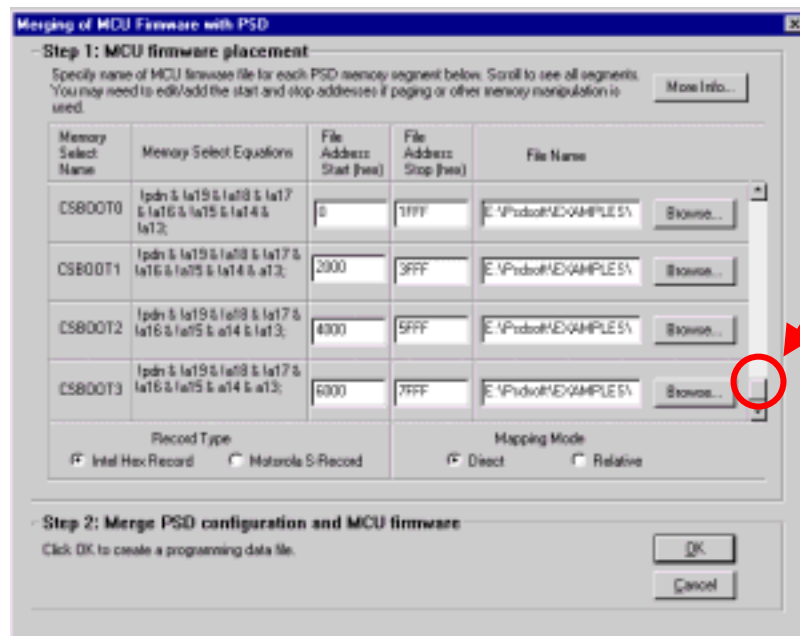 Merging of MCU Firmware with PSD
Step 1: MCU firmware placement
Specify name of MCU firmware file for each PSD memory segment below. Scroll to see all segments.
You may need to edit/add the start and stop addresses if paging or other memory manipulation is
used.
More Info...
Memory Select Name
Memory Select Equations
File Address Start (hex)
File Address Stop (hex)
File Name
CSBOOT0
!pdn & !a19 & !a18 & !a17
& !a16 & !a15 & !a14 &
!a13;
0
1FFF
E:\Psdsoft\EXAMPLES\
Browse...
CSBOOT1
!pdn & !a19 & !a18 & !a17 &
!a16 & !a15 & !a14 & a13;
2000
3FFF
E:\Psdsoft\EXAMPLES\
Browse...
CSBOOT2
!pdn & !a19 & !a18 & !a17 &
!a16 & !a15 & a14 & !a13;
4000
5FFF
E:\Psdsoft\EXAMPLES\
Browse...
CSBOOT3
!pdn & !a19 & !a18 & !a17 &
!a16 & !a15 & a14 & a13;
6000
7FFF
E:\Psdsoft\EXAMPLES\
Browse...
Record Type
Intel Hex Record
Motorola S-Record
Mapping Mode
Direct
Relative
Step 2: Merge PSD configuration and MCU firmware
Click OK to create a programming data file.
OK
Cancel